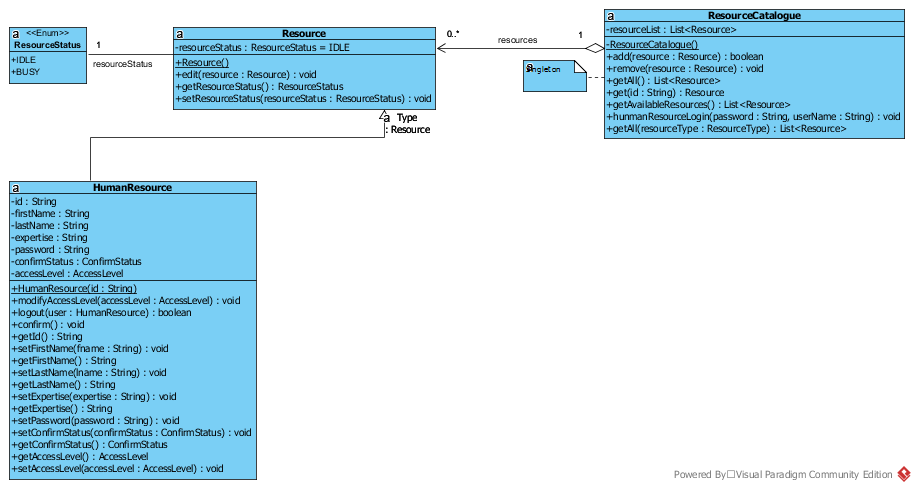 a <<Enum>>
ResourceStatus
+IDLE
+BUSY
1
resourceStatus
a
Resource
-resourceStatus : ResourceStatus = IDLE
+Resource()
+edit(resource : Resource) : void
+getResourceStatus() : ResourceStatus
+setResourceStatus(resourceStatus : ResourceStatus) : void
0..*
resources
1
a
singleton
a
ResourceCatalogue
-resourceList : List<Resource>
-ResourceCatalogue()
+add(resource : Resource) : boolean
+remove(resource : Resource) : void
+getAll() : List<Resource>
+get(id : String) : Resource
+getAvailableResources() : List<Resource>
+hunmanResourceLogin(password : String, userName : String) : void
+getAll(resourceType : ResourceType) : List<Resource>
a Type
: Resource
a
HumanResource
-id : String
-firstName : String
-lastName : String
-expertise : String
-password : String
-confirmStatus : ConfirmStatus
-accessLevel : AccessLevel
+HumanResource(id : String)
+modifyAccessLevel(accessLevel : AccessLevel) : void
+logout(user : HumanResource) : boolean
+confirm() : void
+getId() : String
+setFirstName(fname : String) : void
+getFirstName() : String
+setLastName(lname : String) : void
+getLastName() : String
+setExpertise(expertise : String) : void
+getExpertise() : String
+setPassword(password : String) : void
+setConfirmStatus(confirmStatus : ConfirmStatus) : void
+getConfirmStatus() : ConfirmStatus
+getAccessLevel() : AccessLevel
+setAccessLevel(accessLevel : AccessLevel) : void
Powered By Visual Paradigm Community Edition